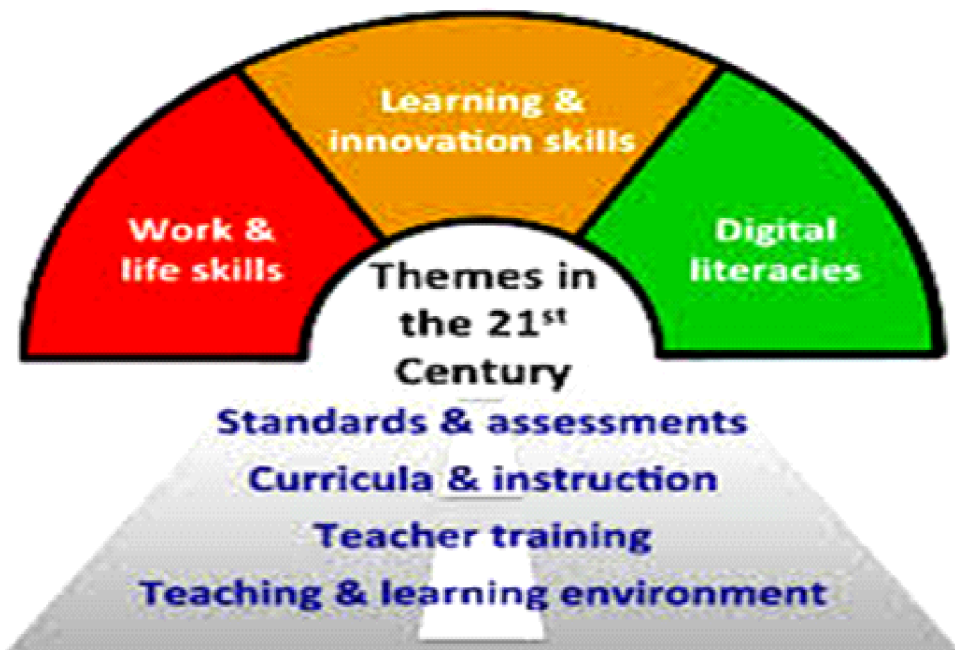 Learning &
innovation skills
Work &
life skills
Digital
literacies
Themes in
the 21st
Century
Standards & assessments
Curricula & instruction
Teacher training
Teaching & learning environment